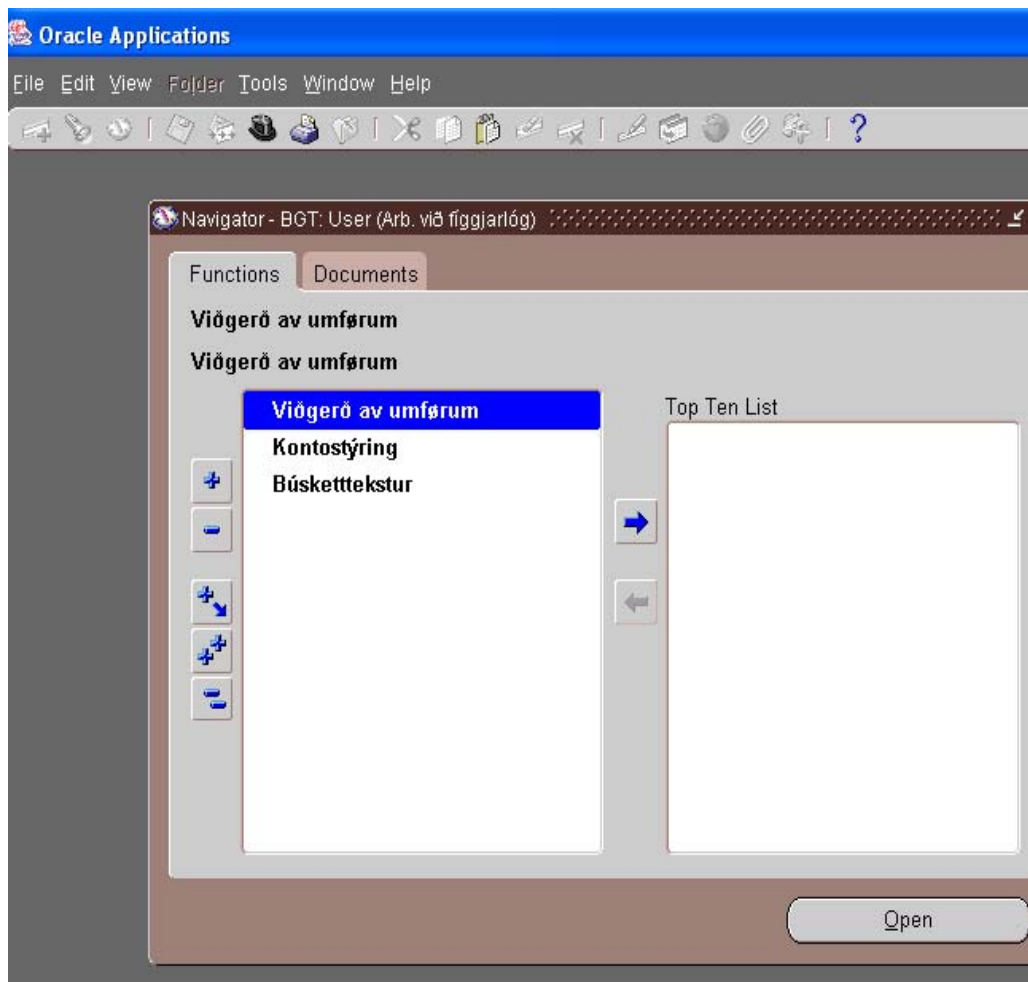 Oracle Applications
File Edit View Folder Tools Window Help
Navigator - BGT: User (Arb. við fíggjarlóg)
Functions Documents
Viðgerð av umførum
Viðgerð av umførum
Viðgerð av umførum
Top Ten List
Kontostýring
Búsketttekstur
Open